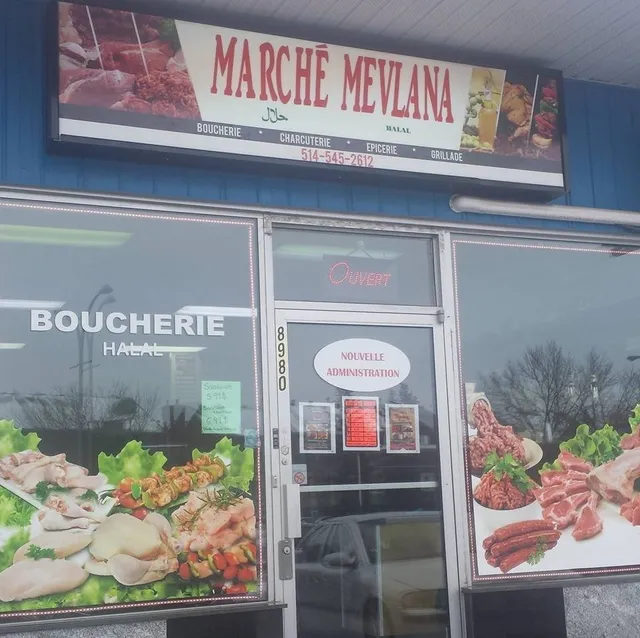 MARCHÉ MEVLANA
حلال HALAL
BOUCHERIE • CHARCUTERIE • EPICERIE • GRILLADE
514-545-2612
OUVERT
BOUCHERIE
HALAL
8980
NOUVELLE
ADMINISTRATION